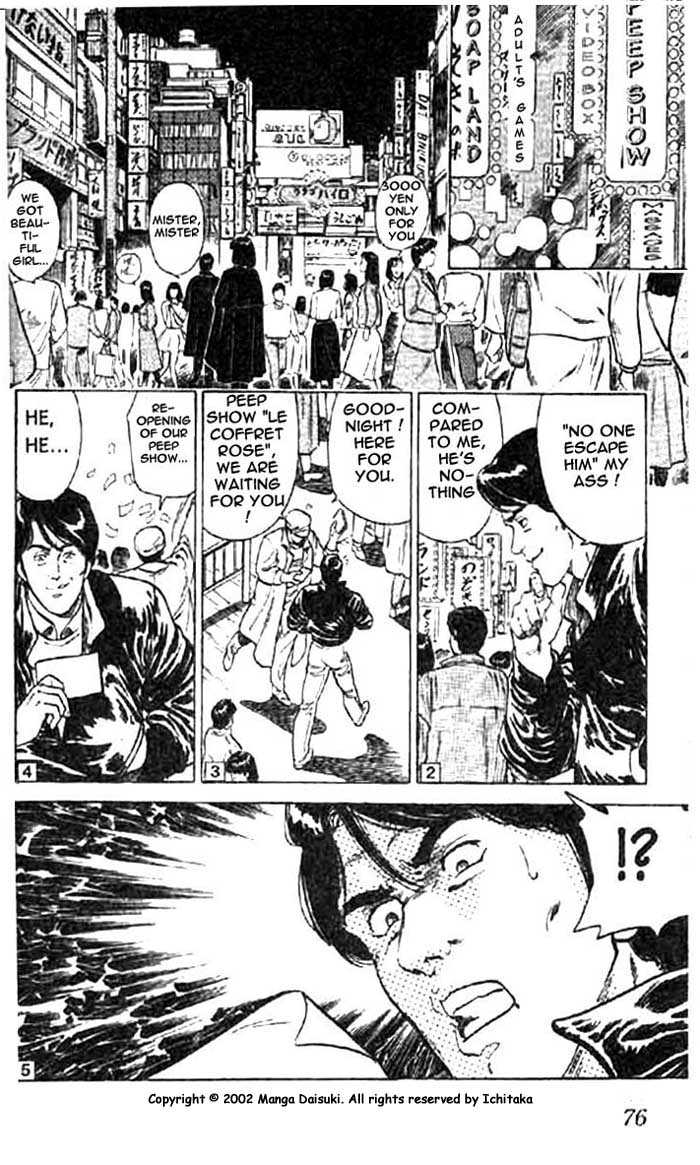 PEEP SHOW
VIDEO BOX
ADULT'S GAMES
SOAP LAND
3000
YEN
ONLY
FOR
YOU
MISTER,
MISTER
WE
GOT
BEAU-
TI-
FUL
GIRL...
"NO ONE
ESCAPE
HIM" MY
ASS !
COM-
PARED
TO ME,
HE'S
NO-
THING
2
GOOD-
NIGHT !
HERE
FOR
YOU.
PEEP
SHOW "LE
COFFRET
ROSE",
WE ARE
WAITING
FOR YOU
!
3
RE-
OPENING
OF OUR
PEEP
SHOW...
HE,
HE...
4
!?
5
Copyright © 2002 Manga Daisuki. All rights reserved by Ichitaka
76